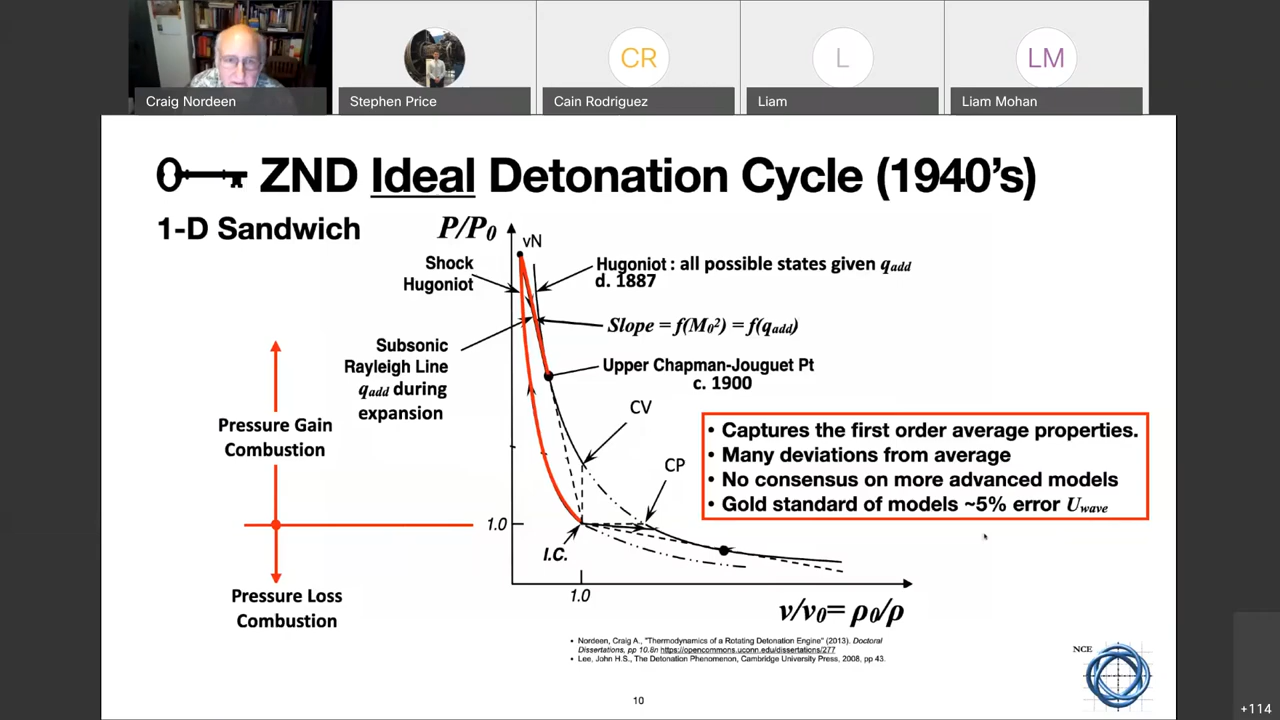 CR
L
LM
Craig Nordeen
Stephen Price
Cain Rodriguez
Liam
Liam Mohan
ZND Ideal Detonation Cycle (1940's)
1-D Sandwich
P/P0
vN
Shock
Hugoniot
Hugoniot : all possible states given qadd
d. 1887
Slope = f(M0²) = f(qadd)
Subsonic
Rayleigh Line
qadd during
expansion
Upper Chapman-Jouguet Pt
c. 1900
CV
CP
Pressure Gain
Combustion
• Captures the first order average properties.
• Many deviations from average
• No consensus on more advanced models
• Gold standard of models ~5% error Uwave
1.0
I.C.
1.0
Pressure Loss
Combustion
v/v0= ρ0/ρ
• Nordeen, Craig A., "Thermodynamics of a Rotating Detonation Engine" (2013). Doctoral
Dissertations, pp 10.8n https://opencommons.uconn.edu/dissertations/277
• Lee, John H.S., The Detonation Phenomenon, Cambridge University Press, 2008, pp 43.
NCE
10
+114